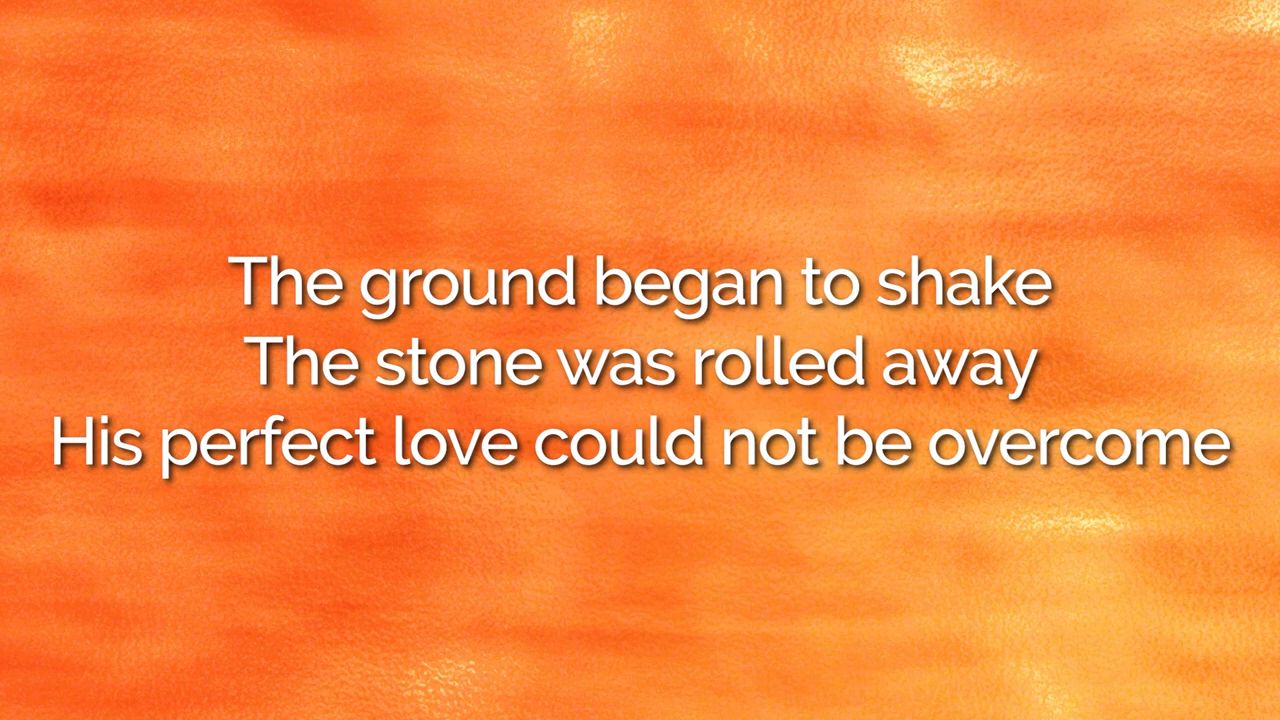 The ground began to shake
The stone was rolled away
His perfect love could not be overcome